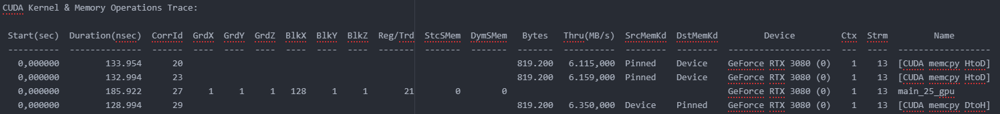 CUDA Kernel & Memory Operations Trace:
Start(sec) Duration(nsec) CorrId GrdX GrdY GrdZ BlkX BlkY BlkZ Reg/Trd StcSMem DymSMem Bytes Thru(MB/s) SrcMemKd DstMemKd Device Ctx Strm Name
---------- -------------- ------ ---- ---- ---- ---- ---- ---- ------- ------- ------- ------- ---------- -------- -------- -------------------- --- ---- ------------------
0,000000 133.954 20 819.200 6.115,000 Pinned Device GeForce RTX 3080 (0) 1 13 [CUDA memcpy HtoD]
0,000000 132.994 23 819.200 6.159,000 Pinned Device GeForce RTX 3080 (0) 1 13 [CUDA memcpy HtoD]
0,000000 185.922 27 1 1 1 128 1 1 21 0 0 GeForce RTX 3080 (0) 1 13 main_25_gpu
0,000000 128.994 29 819.200 6.350,000 Device Pinned GeForce RTX 3080 (0) 1 13 [CUDA memcpy DtoH]